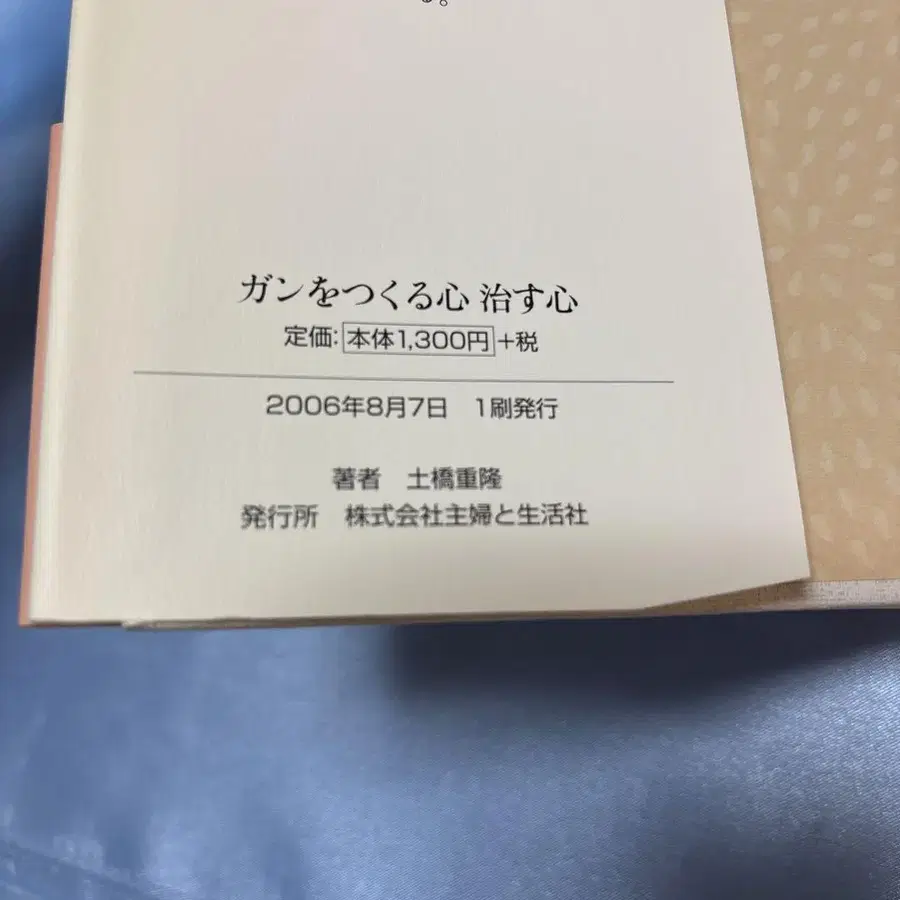 る。
ガンをつくる心 治す心
定価: 本体1,300円 +税
2006年8月7日 1刷発行
著者 土橋重隆
発行所 株式会社主婦と生活社